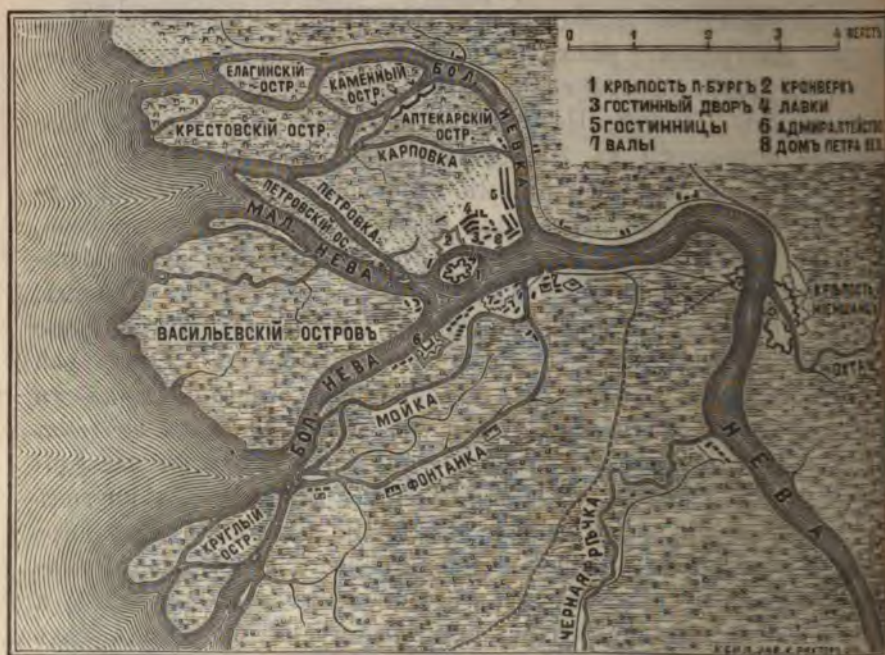 0 1 2 3 4 ВЕРСТЪ
1 КРѢПОСТЬ П-БУРГЪ 2 КРОНВЕРКЪ
3 ГОСТИННЫЙ ДВОРЪ 4 ЛАВКИ
5 ГОСТИННИЦЫ 6 АДМИРАЛТЕЙСТВО
7 ВАЛЫ 8 ДОМЪ ПЕТРА ВЕЛ.
ЕЛАГИНСКІЙ
ОСТР.
КАМЕННЫЙ
ОСТР.
БОЛ. НЕВКА
КРЕСТОВСКІЙ ОСТР.
АПТЕКАРСКІЙ
ОСТР.
КАРПОВКА
ПЕТРОВКА
ПЕТРОВСКІЙ ОС.
МАЛ. НЕВА
ВАСИЛЬЕВСКІЙ ОСТРОВЪ
БОЛ. НЕВА
МОЙКА
ФОНТАНКА
КРУГЛЫЙ
ОСТР.
ЧЕРНАЯ РѢЧКА
НЕВА
КРѢПОСТЬ
ОХТА